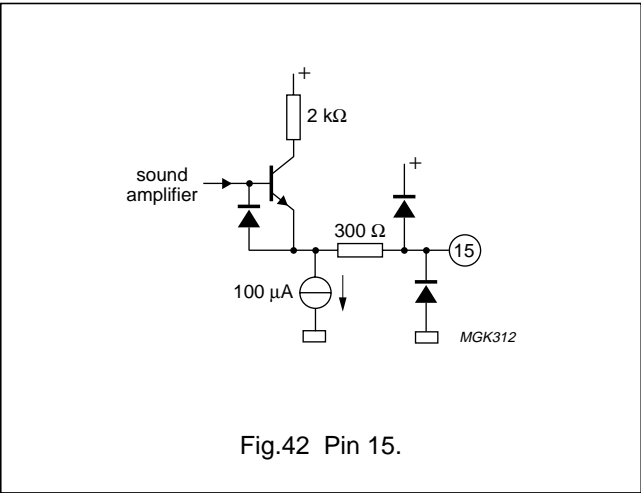 +
2 kΩ
+
sound
amplifier
300 Ω
15
100 μA
MGK312
Fig.42 Pin 15.